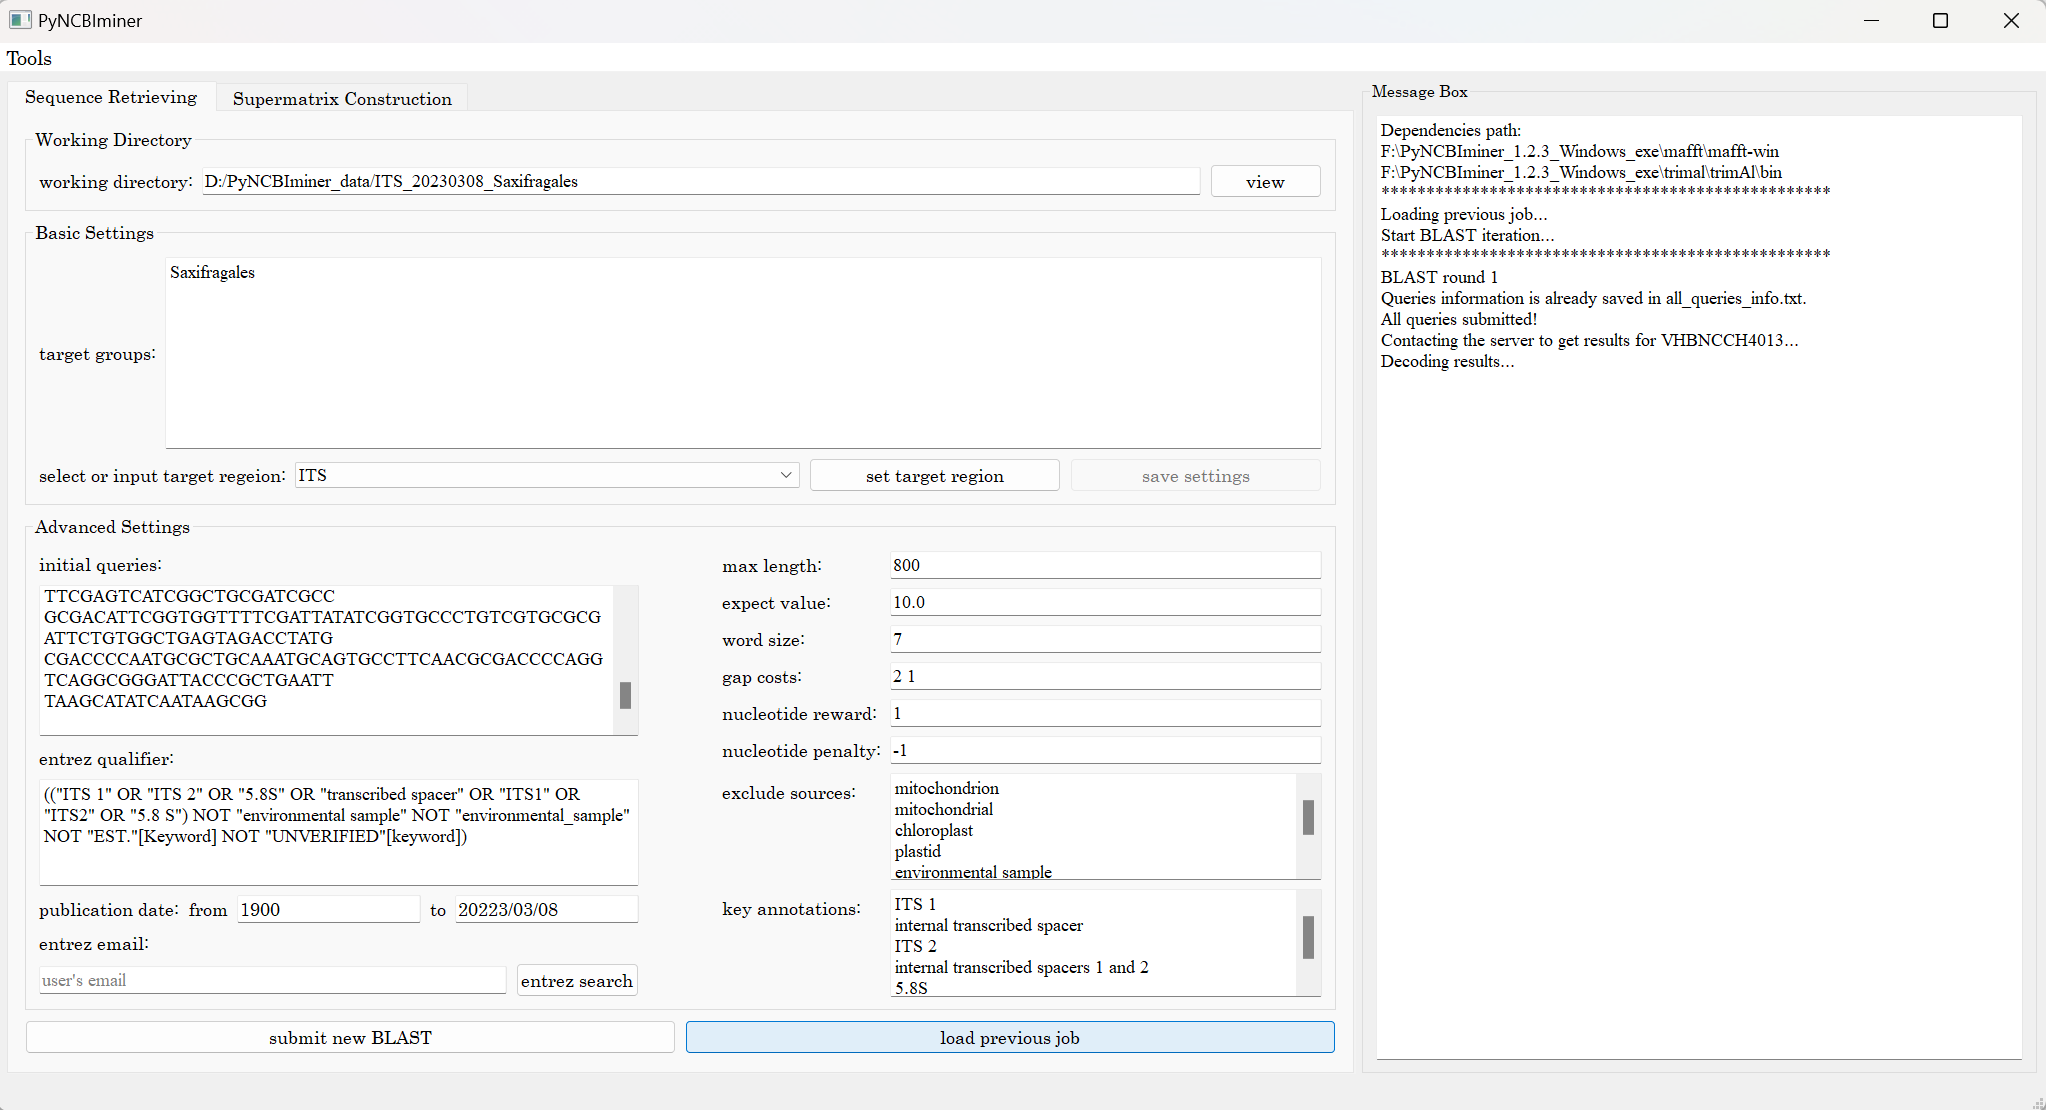 PyNCBIminer
Tools
Sequence Retrieving
Supermatrix Construction
Working Directory
working directory: D:/PyNCBIminer_data/ITS_20230308_Saxifragales
view
Basic Settings
target groups:
Saxifragales
select or input target regeion: ITS
set target region
save settings
Advanced Settings
initial queries:
TTCGAGTCATCGGCTGCGATCGCC
GCGACATTCGGTGGTTTTCGATTATATCGGTGCCCTGTCGTGCGCG
ATTCTGTGGCTGAGTAGACCTATG
CGACCCCAATGCGCTGCAAATGCAGTGCCTTCAACGCGACCCCAGG
TCAGGCGGGATTACCCGCTGAATT
TAAGCATATCAATAAGCGG
entrez qualifier:
(("ITS 1" OR "ITS 2" OR "5.8S" OR "transcribed spacer" OR "ITS1" OR
"ITS2" OR "5.8 S") NOT "environmental sample" NOT "environmental_sample"
NOT "EST."[Keyword] NOT "UNVERIFIED"[keyword])
publication date: from 1900 to 20223/03/08
entrez email:
user's email
entrez search
max length: 800
expect value: 10.0
word size: 7
gap costs: 2 1
nucleotide reward: 1
nucleotide penalty: -1
exclude sources:
mitochondrion
mitochondrial
chloroplast
plastid
environmental sample
key annotations:
ITS 1
internal transcribed spacer
ITS 2
internal transcribed spacers 1 and 2
5.8S
submit new BLAST
load previous job
Message Box
Dependencies path:
F:\PyNCBIminer_1.2.3_Windows_exe\mafft\mafft-win
F:\PyNCBIminer_1.2.3_Windows_exe\trimal\trimAl\bin
**************************************************
Loading previous job...
Start BLAST iteration...
**************************************************
BLAST round 1
Queries information is already saved in all_queries_info.txt.
All queries submitted!
Contacting the server to get results for VHBNCCH4013...
Decoding results...